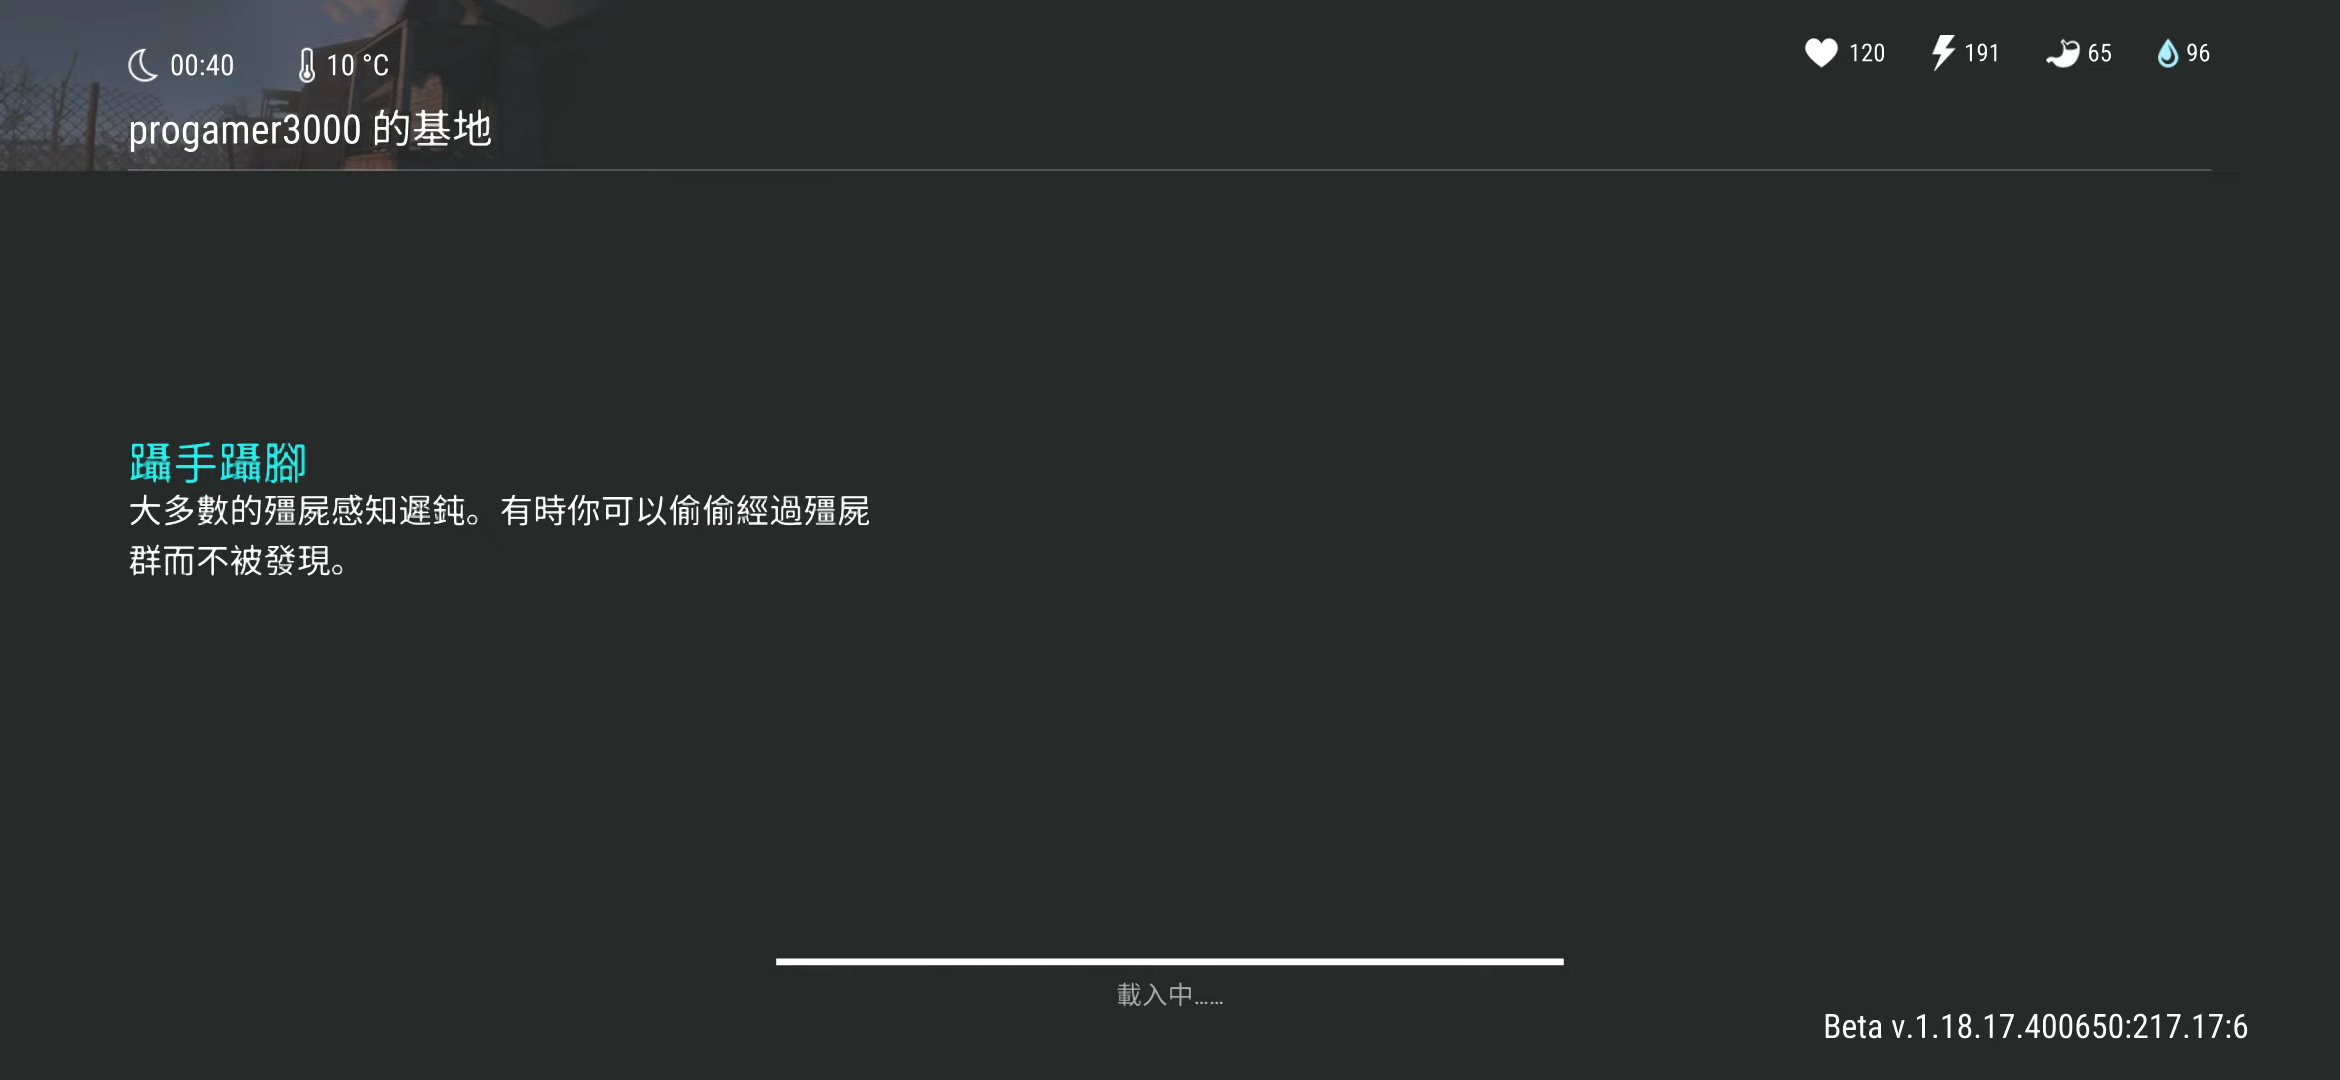 00:40 10 °C 120 191 65 96
progamer3000 的基地
躡手躡腳
大多數的殭屍感知遲鈍。有時你可以偷偷經過殭屍
群而不被發現。
載入中……
Beta v.1.18.17.400650:217.17:6